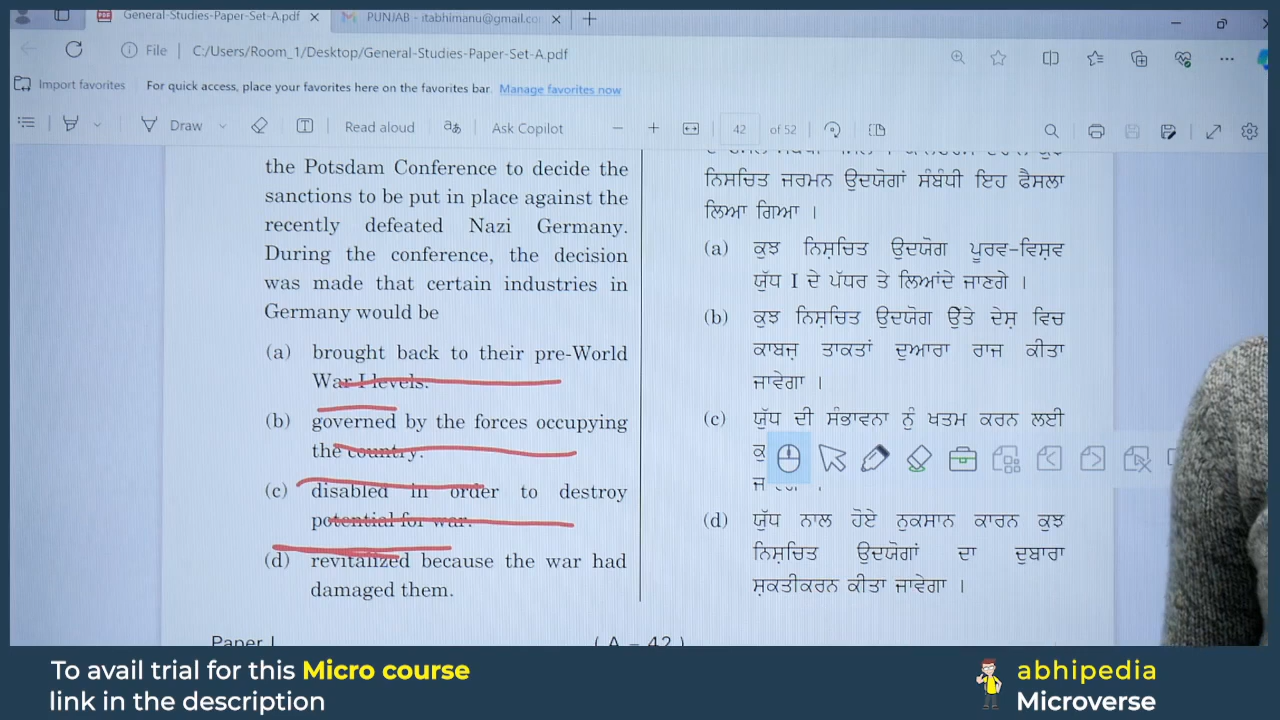 General-Studies-Paper-Set-A.pdf
PUNJAB - itabhimanu@gmail.co
File
C:/Users/Room_1/Desktop/General-Studies-Paper-Set-A.pdf
Import favorites
For quick access, place your favorites here on the favorites bar. Manage favorites now
Draw
Read aloud
Ask Copilot
42 of 52
the Potsdam Conference to decide the
sanctions to be put in place against the
recently defeated Nazi Germany.
During the conference, the decision
was made that certain industries in
Germany would be
(a) brought back to their pre-World
War I levels.
(b) governed by the forces occupying
the country.
(c) disabled in order to destroy
potential for war.
(d) revitalized because the war had
damaged them.
ਨਿਸਚਿਤ ਜਰਮਨ ਉਦਯੋਗਾਂ ਸੰਬੰਧੀ ਇਹ ਫੈਸਲਾ
ਲਿਆ ਗਿਆ ।
(a) ਕੁਝ ਨਿਸ਼ਚਿਤ ਉਦਯੋਗ ਪੂਰਵ-ਵਿਸ਼ਵ
ਯੁੱਧ I ਦੇ ਪੱਧਰ ਤੇ ਲਿਆਂਦੇ ਜਾਣਗੇ ।
(b) ਕੁਝ ਨਿਸ਼ਚਿਤ ਉਦਯੋਗ ਉੱਤੇ ਦੇਸ਼ ਵਿਚ
ਕਾਬਜ਼ ਤਾਕਤਾਂ ਦੁਆਰਾ ਰਾਜ ਕੀਤਾ
ਜਾਵੇਗਾ ।
(c) ਯੁੱਧ ਦੀ ਸੰਭਾਵਨਾ ਨੂੰ ਖਤਮ ਕਰਨ ਲਈ
(d) ਯੁੱਧ ਨਾਲ ਹੋਏ ਨੁਕਸਾਨ ਕਾਰਨ ਕੁਝ
ਨਿਸ਼ਚਿਤ ਉਦਯੋਗਾਂ ਦਾ ਦੁਬਾਰਾ
ਸ਼ਕਤੀਕਰਨ ਕੀਤਾ ਜਾਵੇਗਾ ।
Paper I
( A – 42 )
To avail trial for this Micro course
link in the description
abhipedia
Microverse